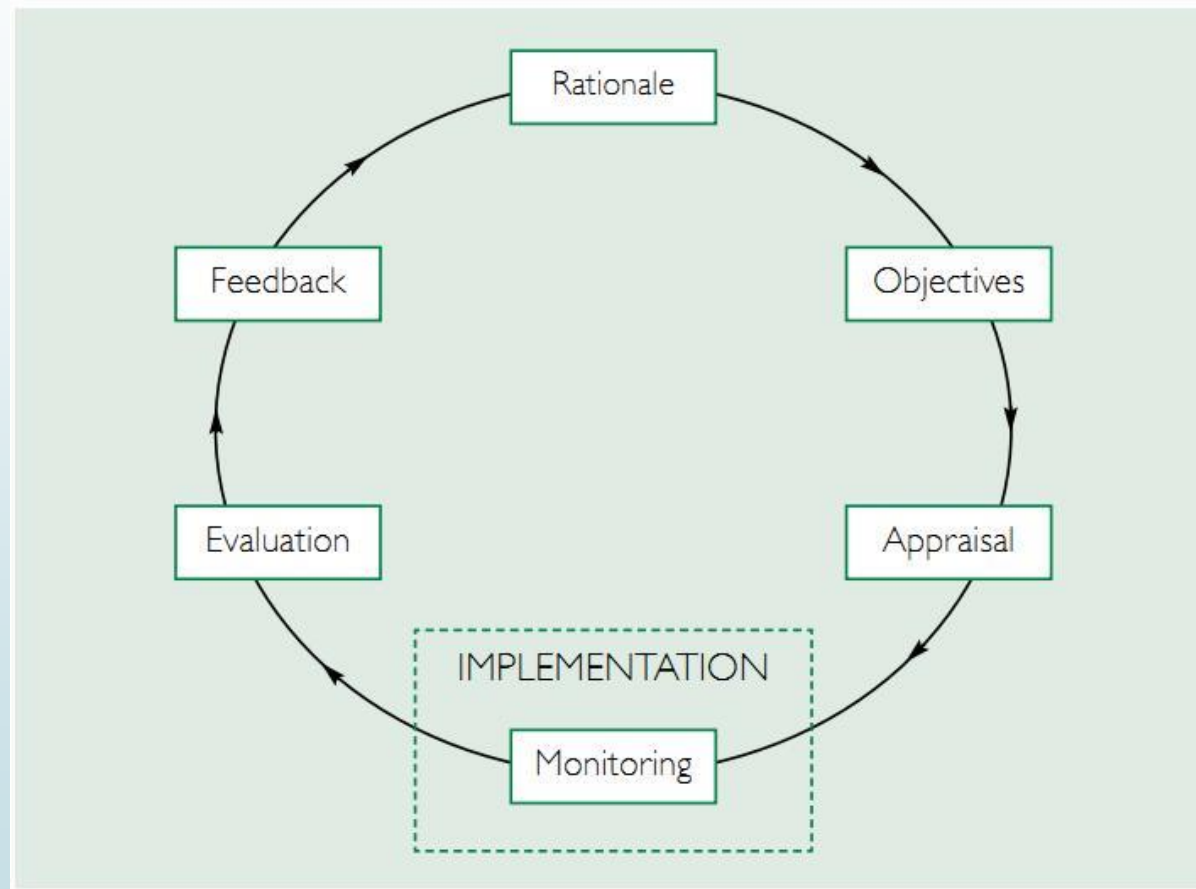 Rationale
Objectives
Appraisal
IMPLEMENTATION
Monitoring
Evaluation
Feedback